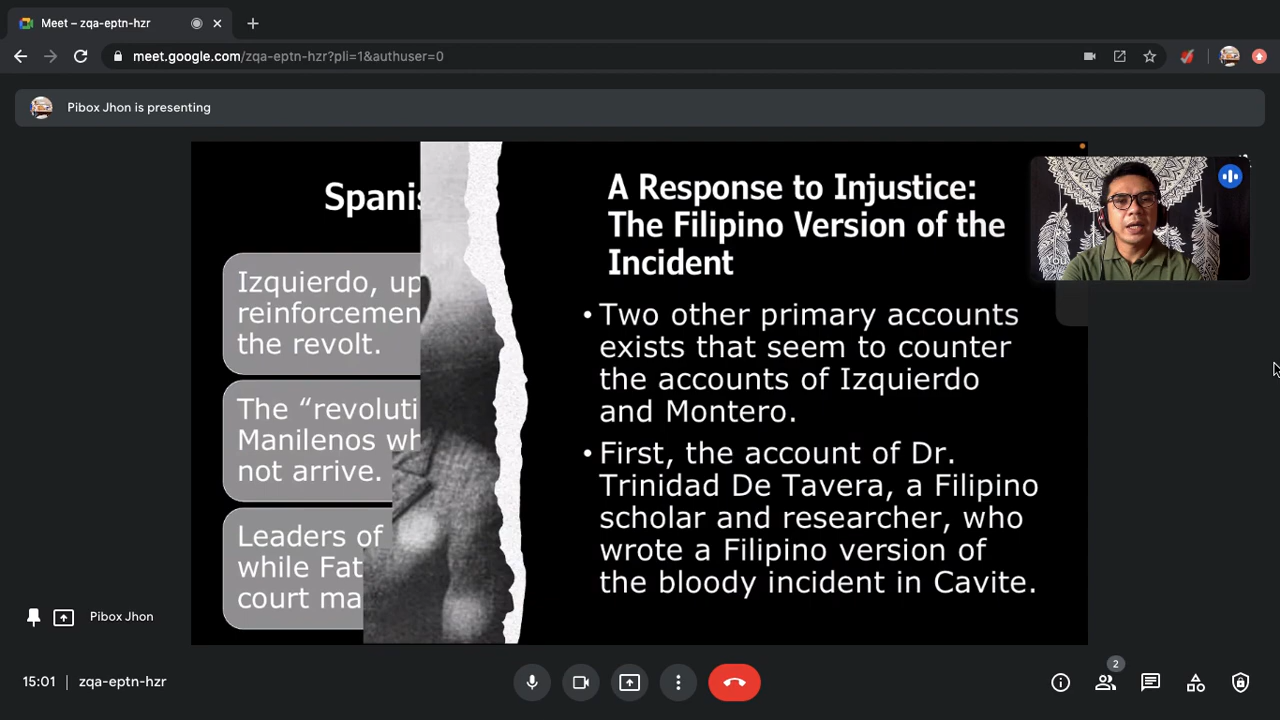 Meet – zqa-eptn-hzr
meet.google.com/zqa-eptn-hzr?pli=1&authuser=0
Pibox Jhon is presenting
Izquierdo, up
reinforcemen
the revolt.
The “revoluti
Manilenos
not arrive.
Leaders of
while
court
A Response to Injustice:
The Filipino Version of the
Incident
• Two other primary accounts
exists that seem to counter
the accounts of Izquierdo
and Montero.
• First, the account of Dr.
Trinidad De Tavera, a Filipino
scholar and researcher, who
wrote a Filipino version of
the bloody incident in Cavite.
You
Pibox Jhon
15:01 | zqa-eptn-hzr
2